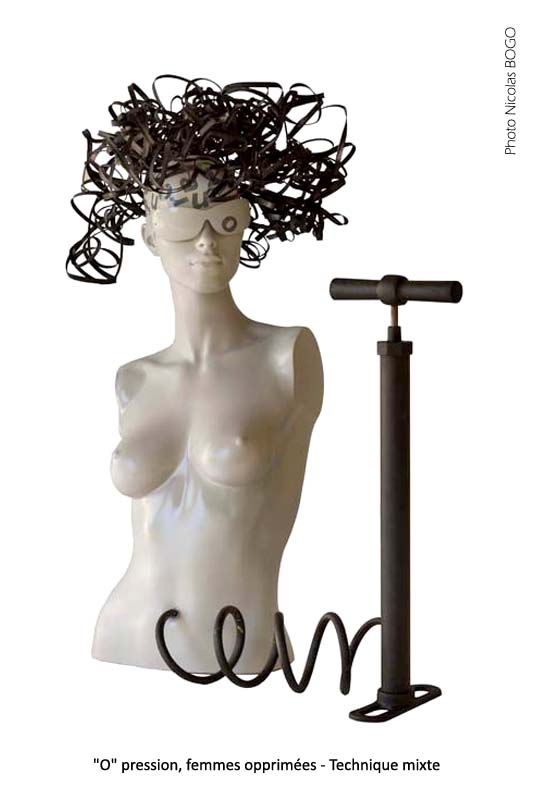 Photo Nicolas BOGO
"O" pression, femmes opprimées - Technique mixte